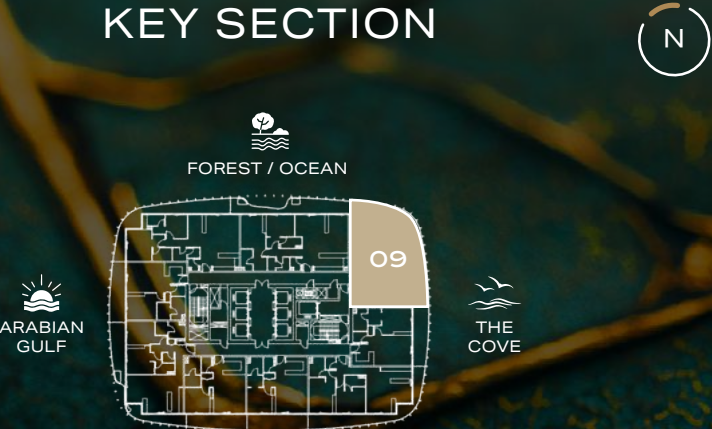 KEY SECTION
N
FOREST / OCEAN
09
ARABIAN
GULF
THE
COVE